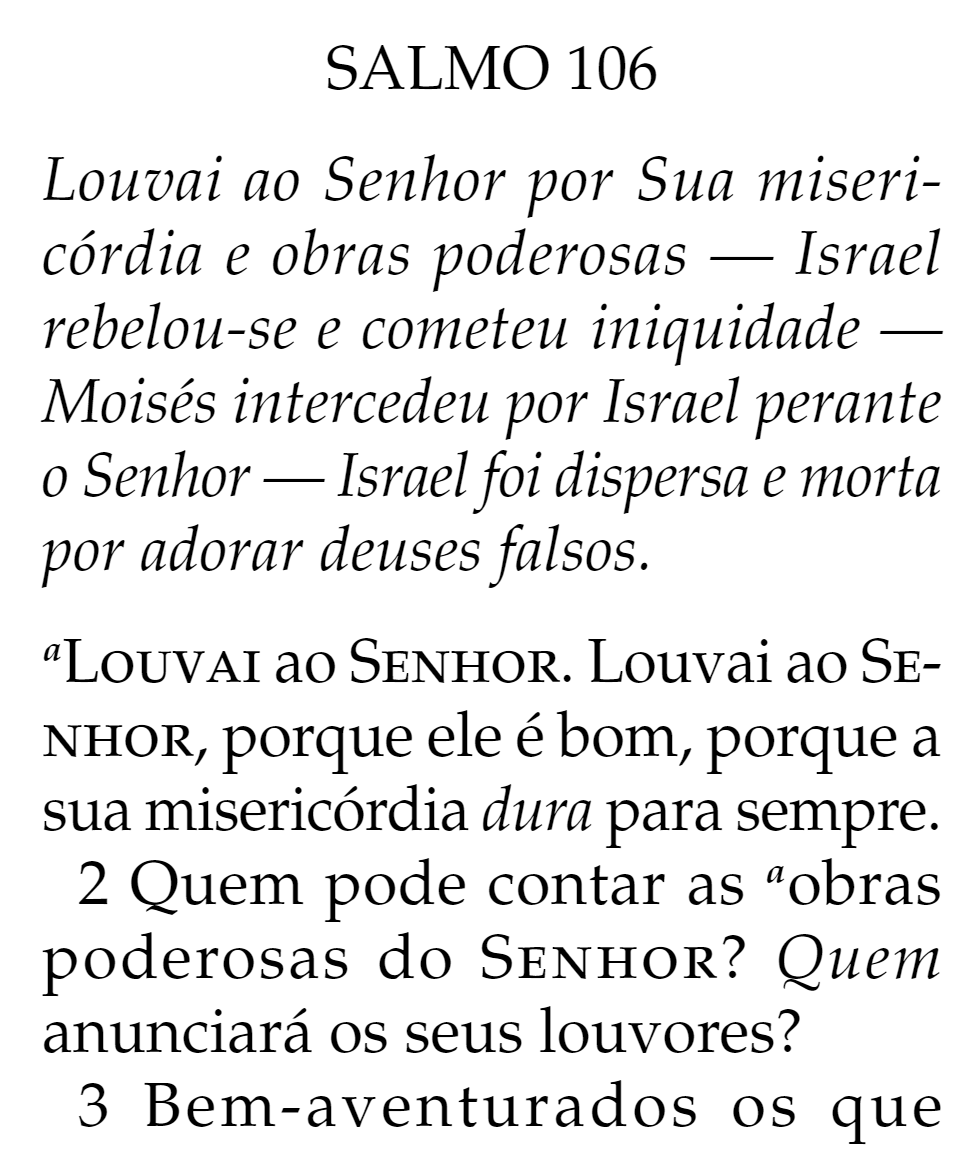 SALMO 106
Louvai ao Senhor por Sua miseri-
córdia e obras poderosas — Israel
rebelou-se e cometeu iniquidade —
Moisés intercedeu por Israel perante
o Senhor — Israel foi dispersa e morta
por adorar deuses falsos.
aLOUVAI ao SENHOR. Louvai ao SE-
NHOR, porque ele é bom, porque a
sua misericórdia dura para sempre.
2 Quem pode contar as aobras
poderosas do SENHOR? Quem
anunciará os seus louvores?
3 Bem-aventurados os que